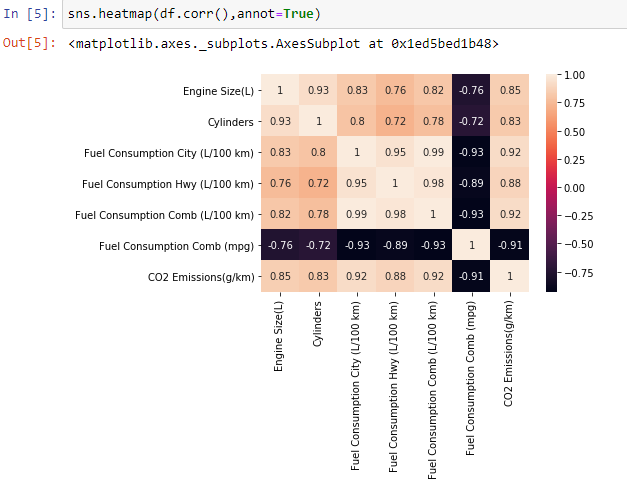 In [5]: sns.heatmap(df.corr(),annot=True)
Out[5]: <matplotlib.axes._subplots.AxesSubplot at 0x1ed5bed1b48>
Engine Size(L) 1 0.93 0.83 0.76 0.82 -0.76 0.85
Cylinders 0.93 1 0.8 0.72 0.78 -0.72 0.83
Fuel Consumption City (L/100 km) 0.83 0.8 1 0.95 0.99 -0.93 0.92
Fuel Consumption Hwy (L/100 km) 0.76 0.72 0.95 1 0.98 -0.89 0.88
Fuel Consumption Comb (L/100 km) 0.82 0.78 0.99 0.98 1 -0.93 0.92
Fuel Consumption Comb (mpg) -0.76 -0.72 -0.93 -0.89 -0.93 1 -0.91
CO2 Emissions(g/km) 0.85 0.83 0.92 0.88 0.92 -0.91 1
Engine Size(L)
Cylinders
Fuel Consumption City (L/100 km)
Fuel Consumption Hwy (L/100 km)
Fuel Consumption Comb (L/100 km)
Fuel Consumption Comb (mpg)
CO2 Emissions(g/km)
1.00
0.75
0.50
0.25
0.00
−0.25
−0.50
−0.75